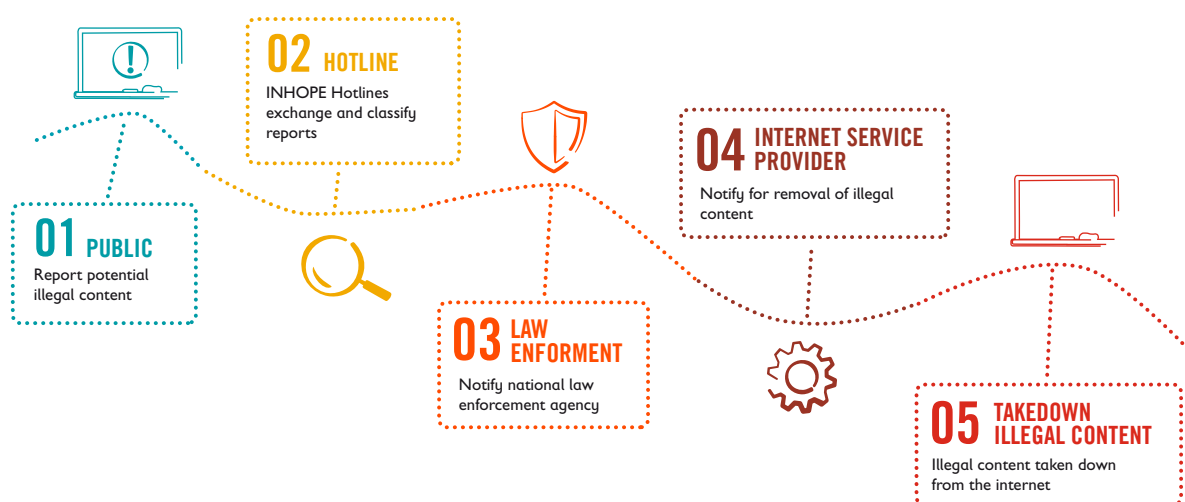 01 PUBLIC
Report potential
illegal content
02 HOTLINE
INHOPE Hotlines
exchange and classify
reports
03 LAW
ENFORMENT
Notify national law
enforcement agency
04 INTERNET SERVICE
PROVIDER
Notify for removal of illegal
content
05 TAKEDOWN
ILLEGAL CONTENT
Illegal content taken down
from the internet